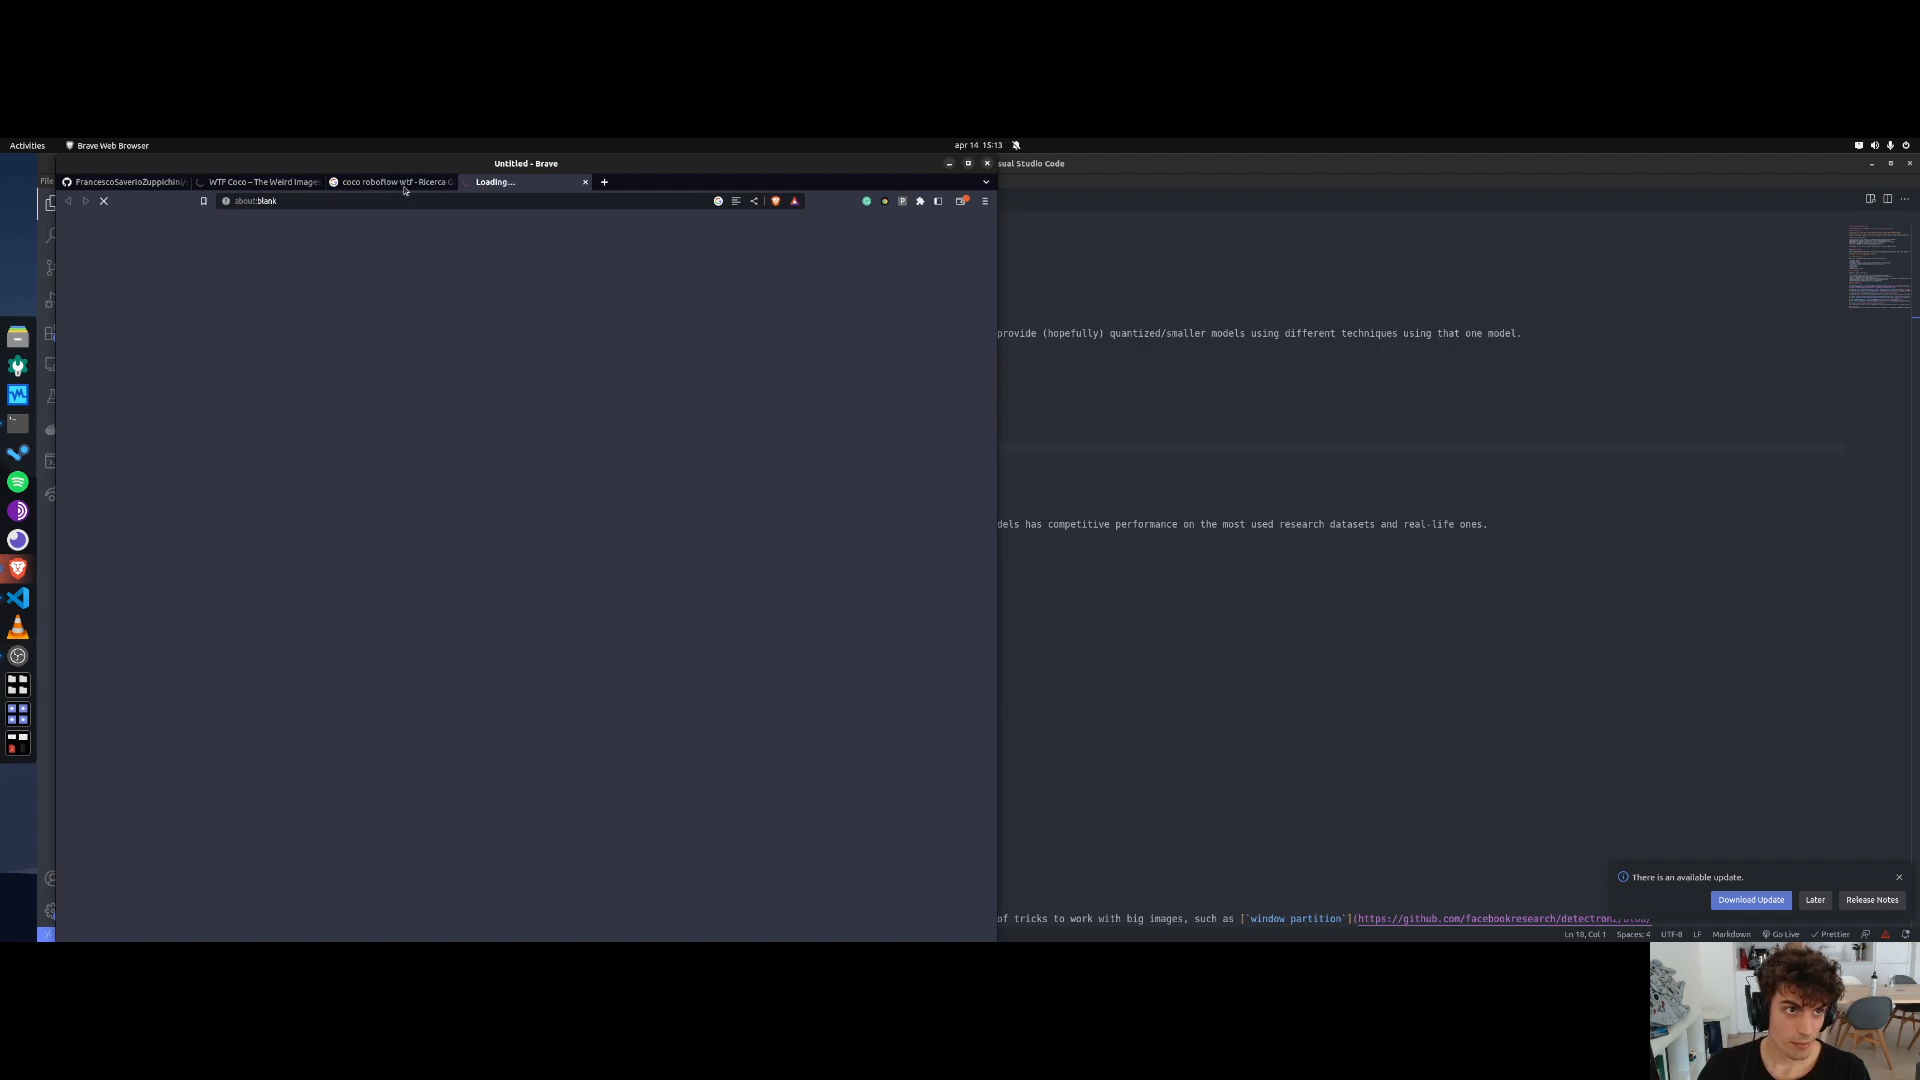 Activities
Brave Web Browser
apr 14 15:13
Untitled - Brave
sual Studio Code
File
FrancescoSaverioZuppichini/
WTF Coco – The Weird Images
coco roboflow wtf - Ricerca G
Loading...
about:blank
provide (hopefully) quantized/smaller models using different techniques using that one model.
dels has competitive performance on the most used research datasets and real-life ones.
There is an available update.
Download Update
Later
Release Notes
of tricks to work with big images, such as [`window partition`](https://github.com/facebookresearch/detectron2/blob/
Ln 18, Col 1
Spaces: 4
UTF-8
LF
Markdown
Go Live
Prettier